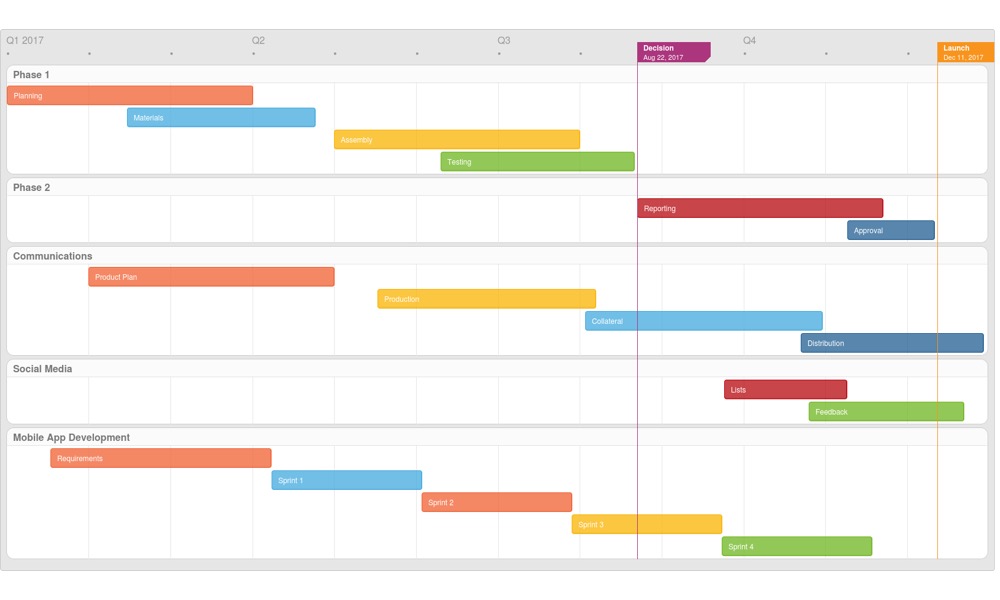 Q1 2017
Q2
Q3
Q4
Decision
Aug 22, 2017
Launch
Dec 11, 2017
Phase 1
Planning
Materials
Assembly
Testing
Phase 2
Reporting
Approval
Communications
Product Plan
Production
Collateral
Distribution
Social Media
Lists
Feedback
Mobile App Development
Requirements
Sprint 1
Sprint 2
Sprint 3
Sprint 4